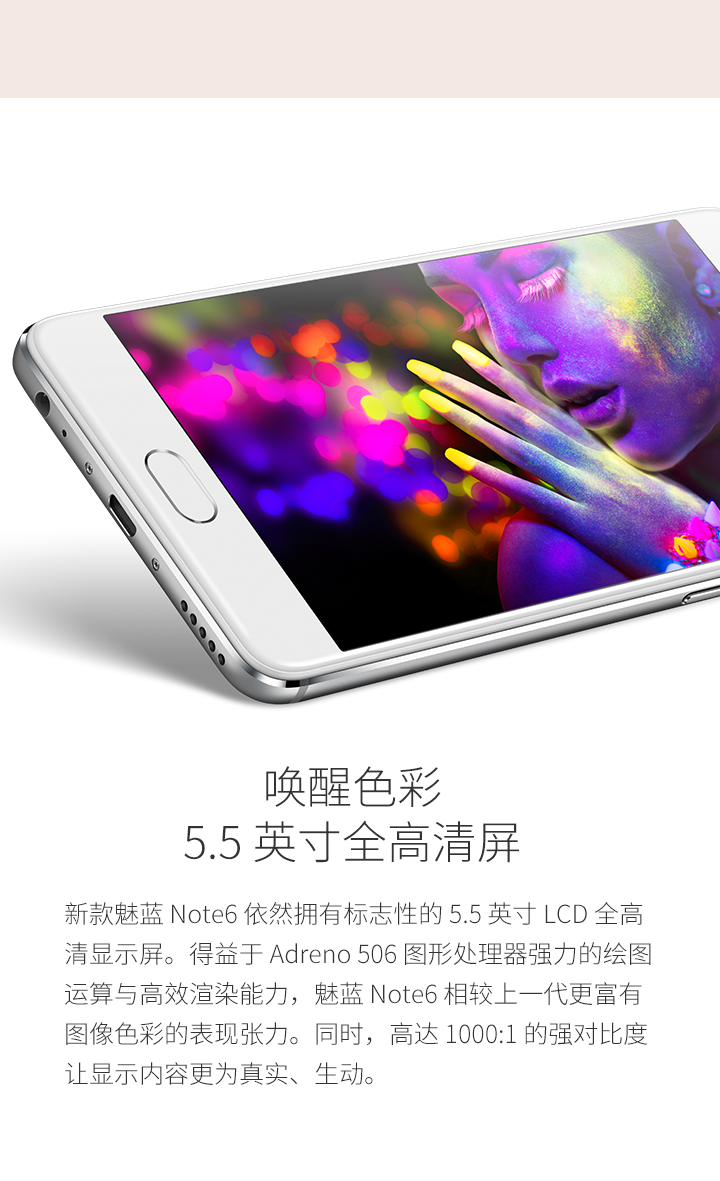 唤醒色彩
5.5 英寸全高清屏
新款魅蓝 Note6 依然拥有标志性的 5.5 英寸 LCD 全高
清显示屏。得益于 Adreno 506 图形处理器强力的绘图
运算与高效渲染能力，魅蓝 Note6 相较上一代更富有
图像色彩的表现张力。同时，高达 1000:1 的强对比度
让显示内容更为真实、生动。